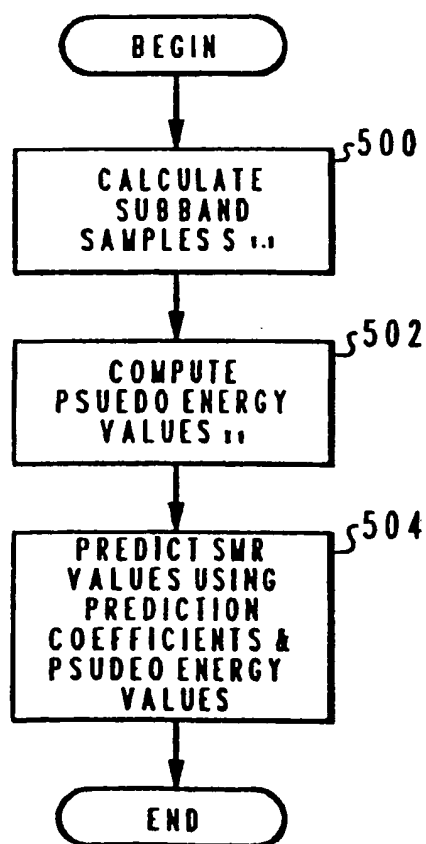 BEGIN
500
CALCULATE
SUBBAND
SAMPLES S
502
COMPUTE
PSUEDO ENERGY
VALUES
504
PREDICT SMR
VALUES USING
PREDICTION
COEFFICIENTS &
PSUDEO ENERGY
VALUES
END